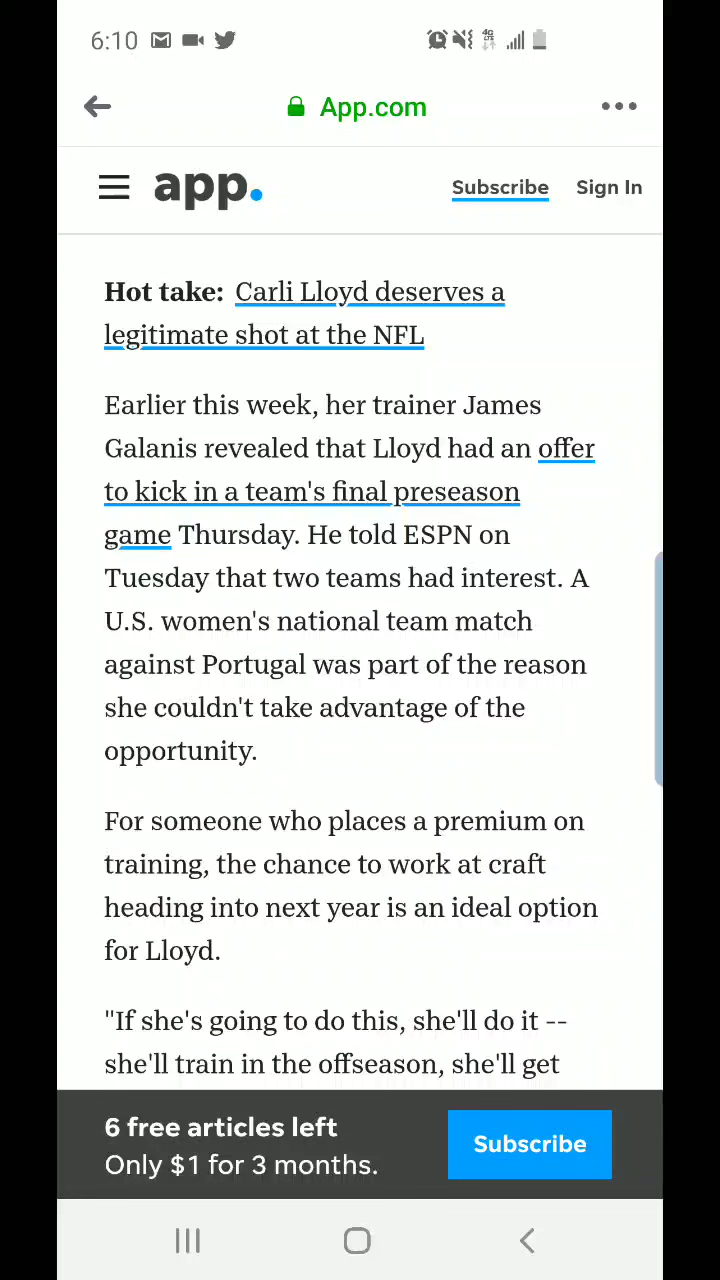 6:10
App.com
app.
Subscribe
Sign In
Hot take: Carli Lloyd deserves a
legitimate shot at the NFL
Earlier this week, her trainer James
Galanis revealed that Lloyd had an offer
to kick in a team's final preseason
game Thursday. He told ESPN on
Tuesday that two teams had interest. A
U.S. women's national team match
against Portugal was part of the reason
she couldn't take advantage of the
opportunity.
For someone who places a premium on
training, the chance to work at craft
heading into next year is an ideal option
for Lloyd.
"If she's going to do this, she'll do it --
she'll train in the offseason, she'll get
6 free articles left
Only $1 for 3 months.
Subscribe